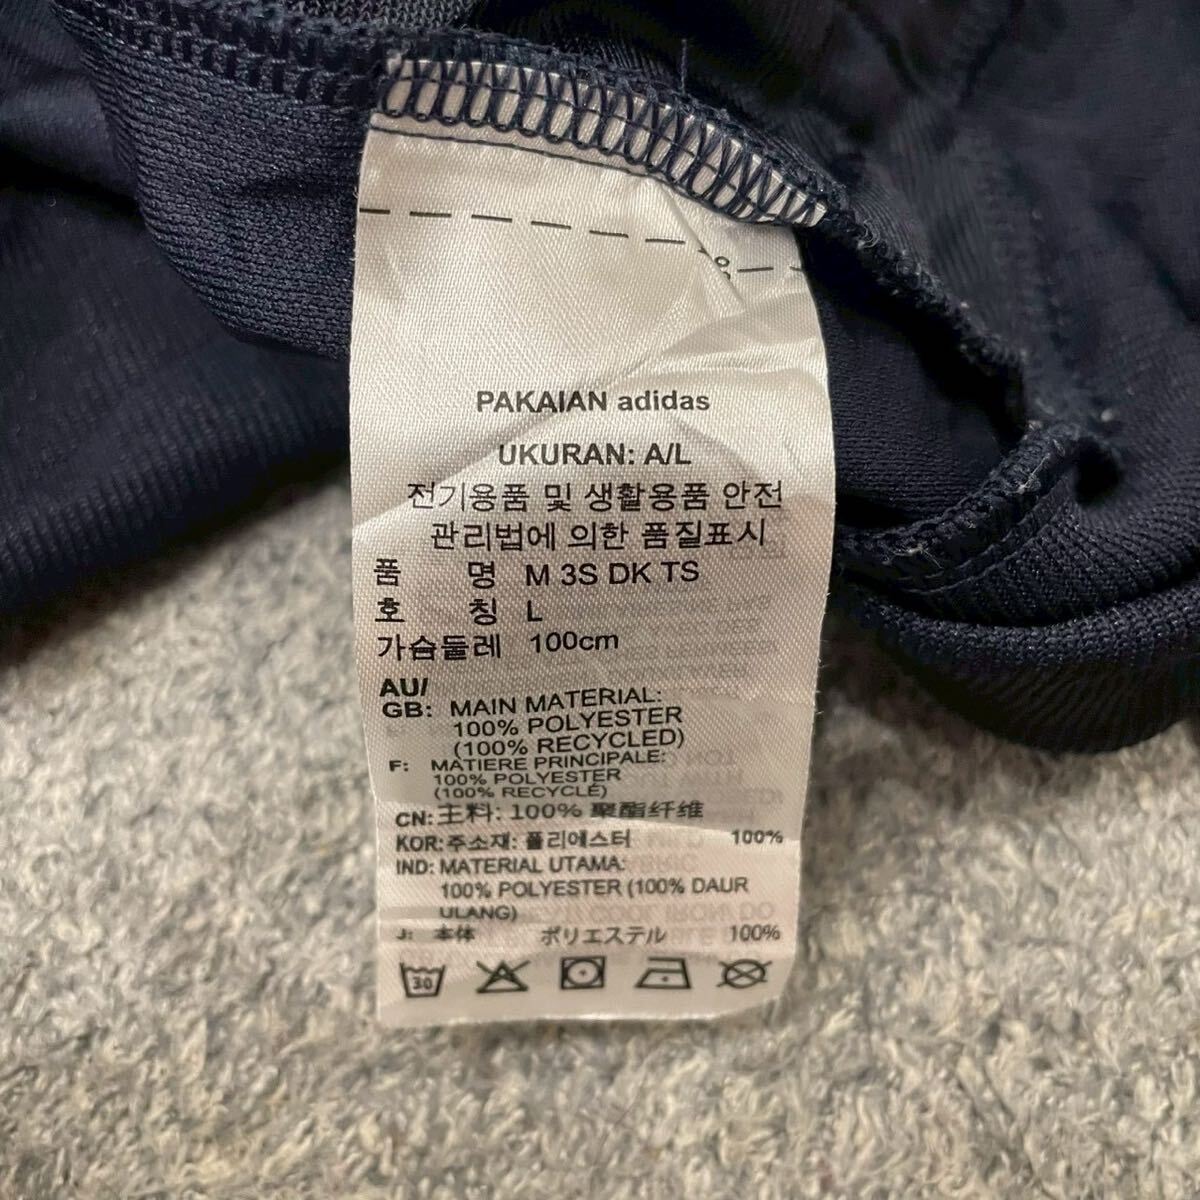 PAKAIAN adidas
UKURAN: A/L
전기용품 및 생활용품 안전
관리법에 의한 품질표시
품 명 M 3S DK TS
호 칭 L
가슴둘레 100cm
AU/
GB: MAIN MATERIAL:
100% POLYESTER
(100% RECYCLED)
F: MATIERE PRINCIPALE:
100% POLYESTER
(100% RECYCLÉ)
CN: 主料: 100% 聚酯纤维
KOR: 주소재: 폴리에스터 100%
IND: MATERIAL UTAMA:
100% POLYESTER (100% DAUR
ULANG)
J: 本体 ポリエステル 100%
30